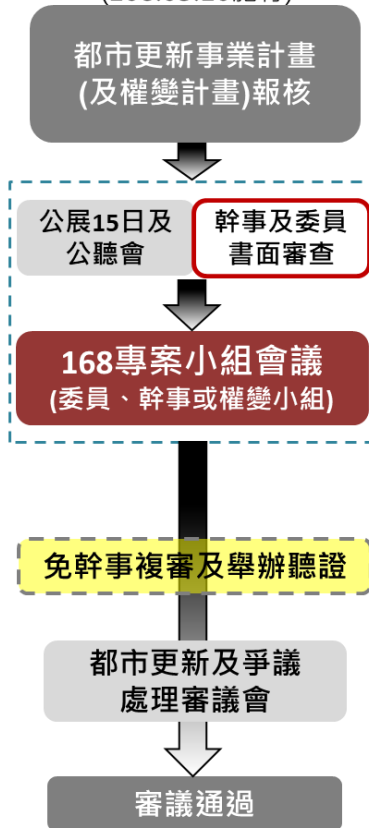 都市更新事業計畫
(及權變計畫)報核
公展15日及
公聽會
幹事及委員
書面審查
168專案小組會議
(委員、幹事或權變小組)
免幹事複審及舉辦聽證
都市更新及爭議
處理審議會
審議通過